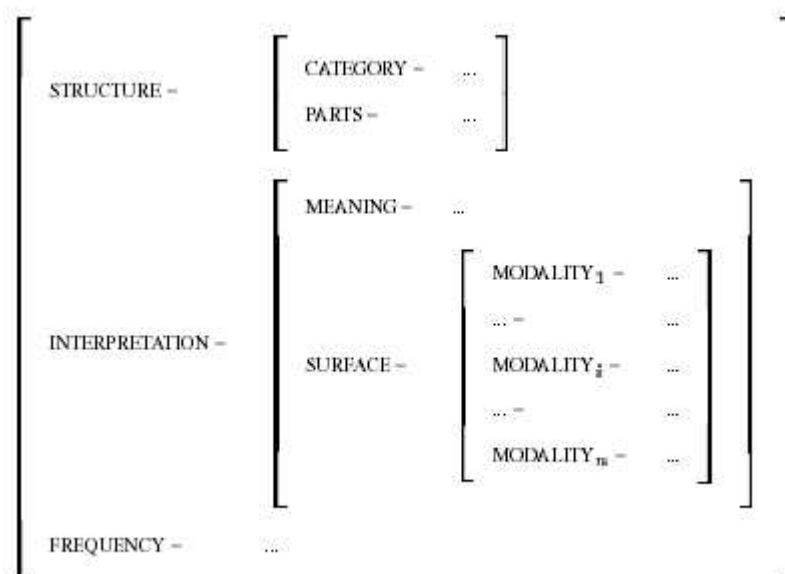 CATEGORY = ...
STRUCTURE =
PARTS = ...
MEANING = ...
MODALITY1 = ...
... = ...
INTERPRETATION =
SURFACE =
MODALITYi = ...
... = ...
MODALITYm = ...
FREQUENCY = ...